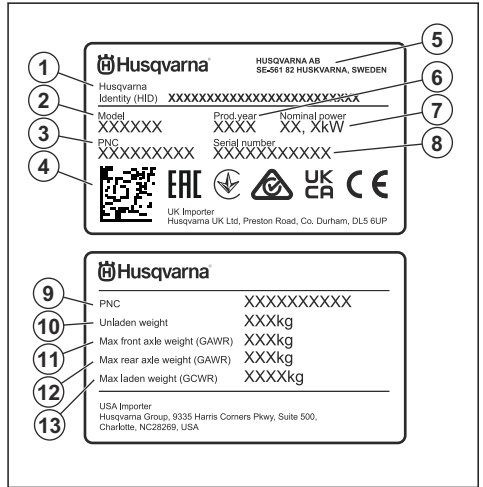 Husqvarna
HUSQVARNA AB
SE-561 82 HUSKVARNA, SWEDEN
5
1
Husqvarna
Identity (HID) XXXXXXXXXXXXXXXXXXXXXXXXXX
6
2
Model Prod.year Nominal power
XXXXXX XXXX XX, XkW
7
3
PNC Serial number
XXXXXXXXX XXXXXXXXXXX
8
4
EAC UK CA CE
UK Importer
Husqvarna UK Ltd, Preston Road, Co. Durham, DL5 6UP
Husqvarna
9 PNC XXXXXXXXXX
10 Unladen weight XXXkg
11 Max front axle weight (GAWR) XXXkg
12 Max rear axle weight (GAWR) XXXkg
13 Max laden weight (GCWR) XXXXkg
USA Importer
Husqvarna Group, 9335 Harris Corners Pkwy, Suite 500,
Charlotte, NC28269, USA